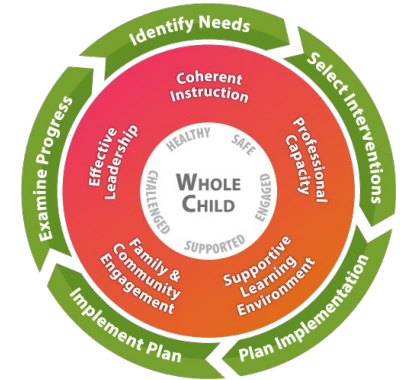 Identify Needs
Select Interventions
Plan Implementation
Implement Plan
Examine Progress
Coherent
Instruction
Professional
Capacity
Supportive
Learning
Environment
Family &
Community
Engagement
Effective
Leadership
HEALTHY
SAFE
ENGAGED
SUPPORTED
CHALLENGED
WHOLE
CHILD